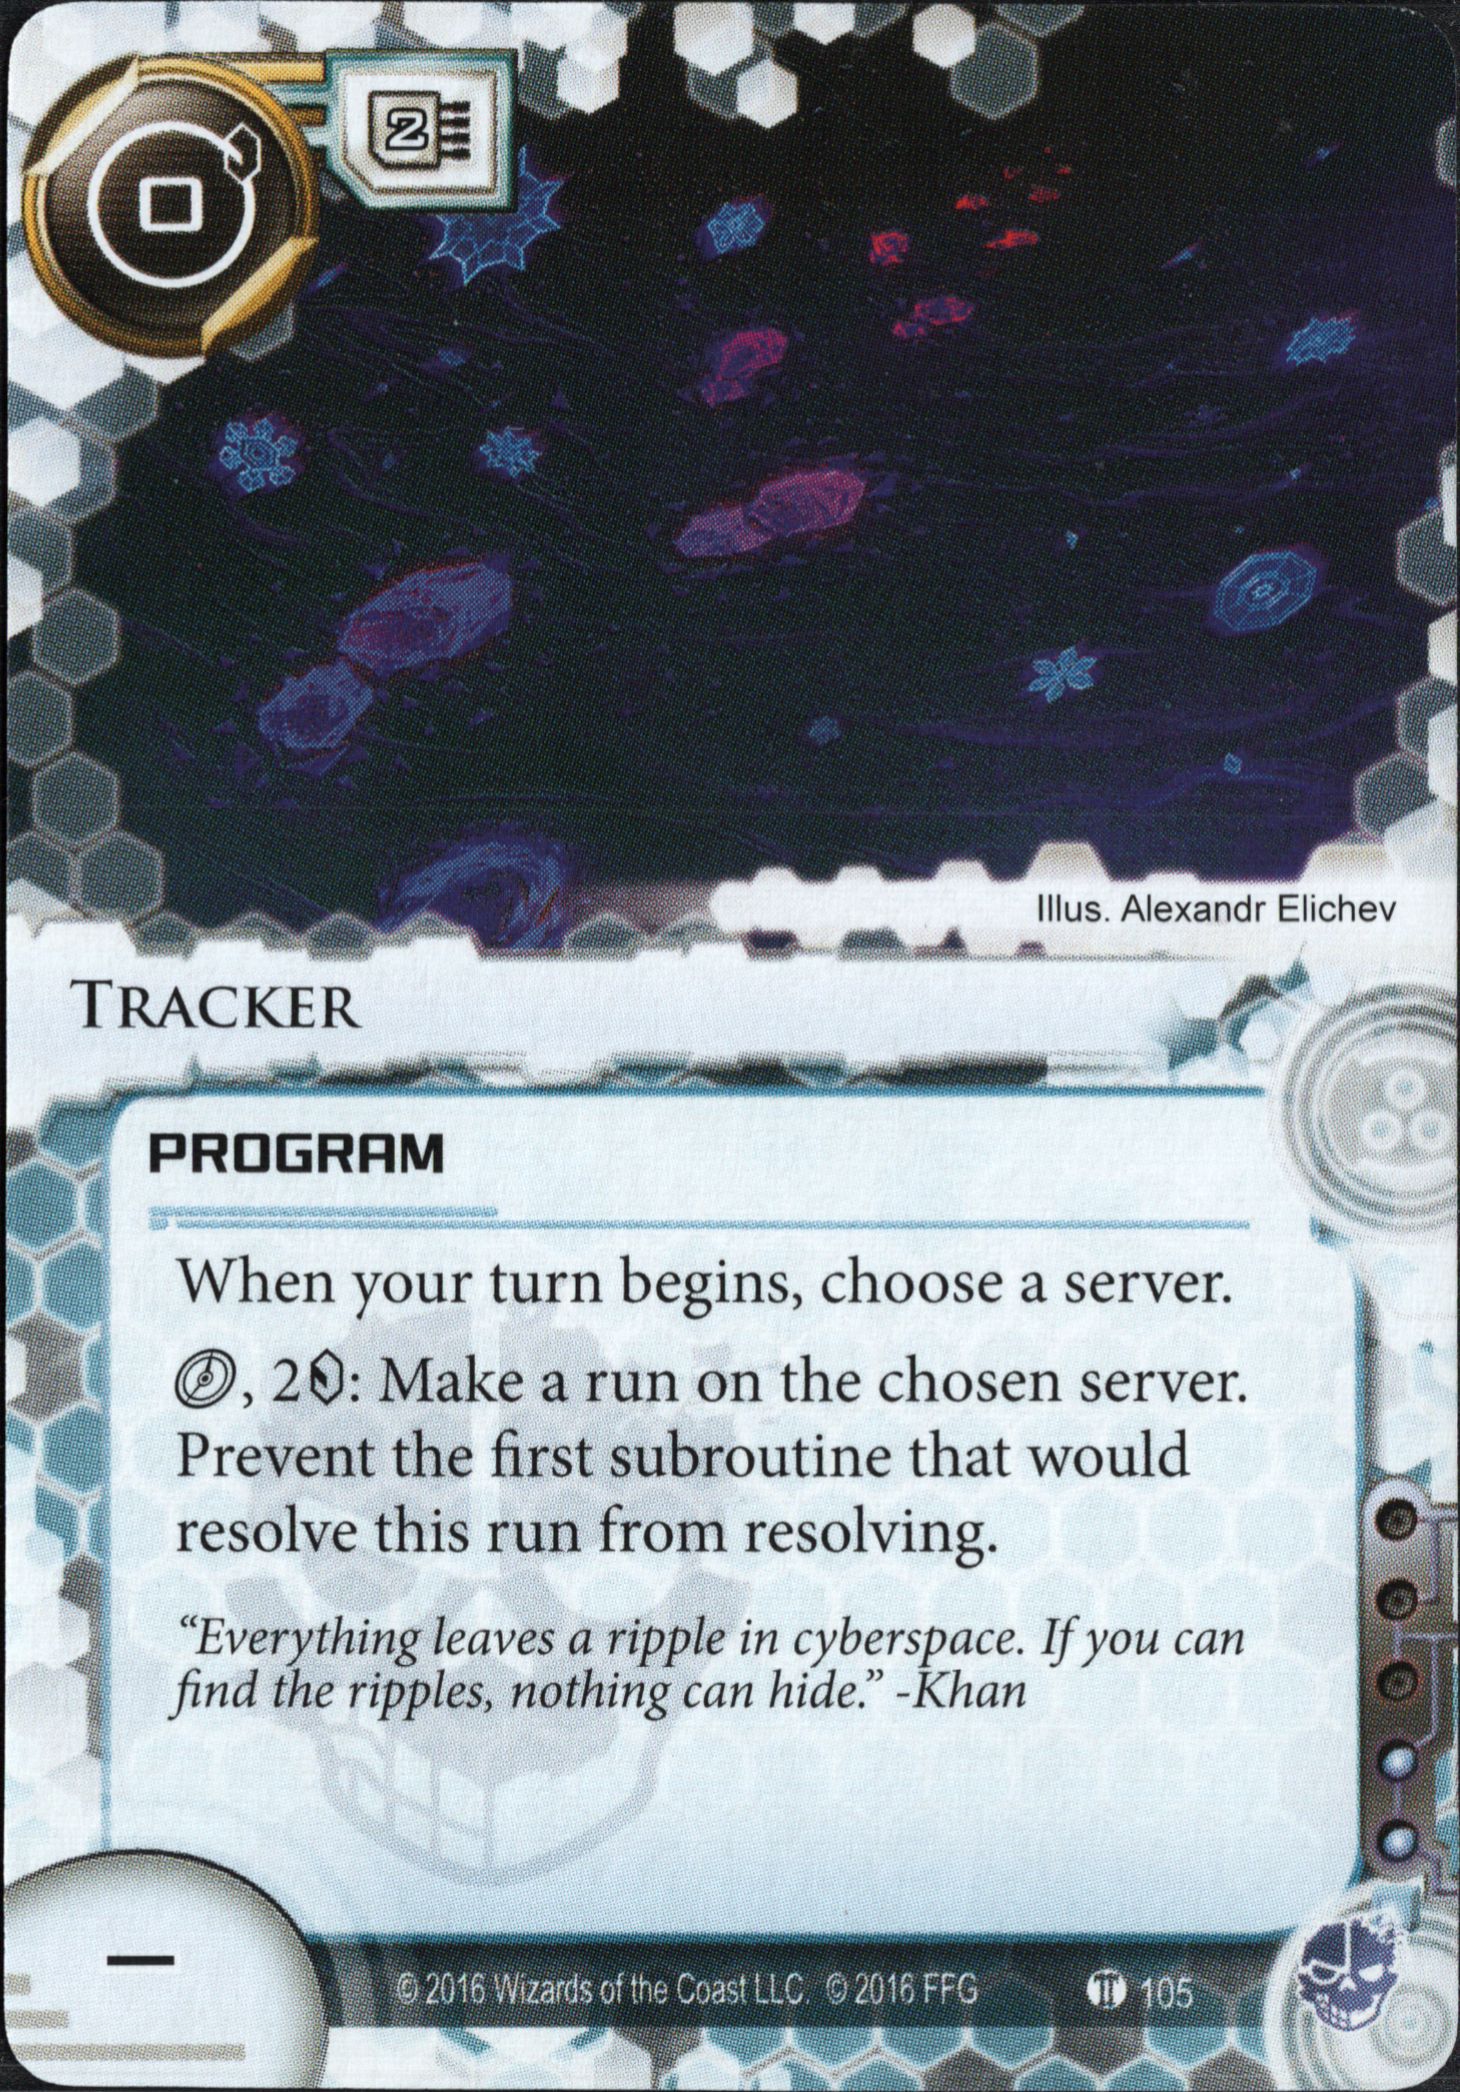 0
2
Illus. Alexandr Elichev
TRACKER
PROGRAM
When your turn begins, choose a server.
, 2: Make a run on the chosen server.
Prevent the first subroutine that would
resolve this run from resolving.
“Everything leaves a ripple in cyberspace. If you can
find the ripples, nothing can hide.” -Khan
—
© 2016 Wizards of the Coast LLC. © 2016 FFG
105